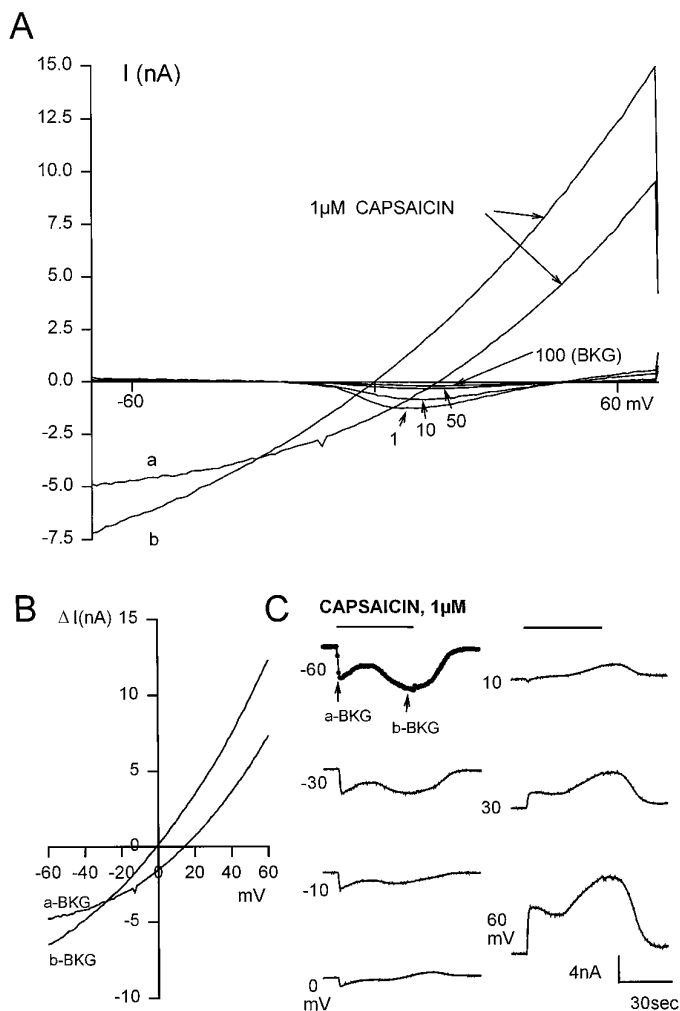 A
I (nA)
15.0
12.5
10.0
7.5
5.0
2.5
0.0
-2.5
-5.0
-7.5
1µM CAPSAICIN
100 (BKG)
-60
60 mV
1
10
50
a
b
B
Δ I(nA)
15
10
5
0
-5
-10
-60 -40 -20 0 20 40 60
mV
a-BKG
b-BKG
C
CAPSAICIN, 1µM
-60
a-BKG
b-BKG
-30
-10
0
mV
10
30
60
mV
4nA
30sec